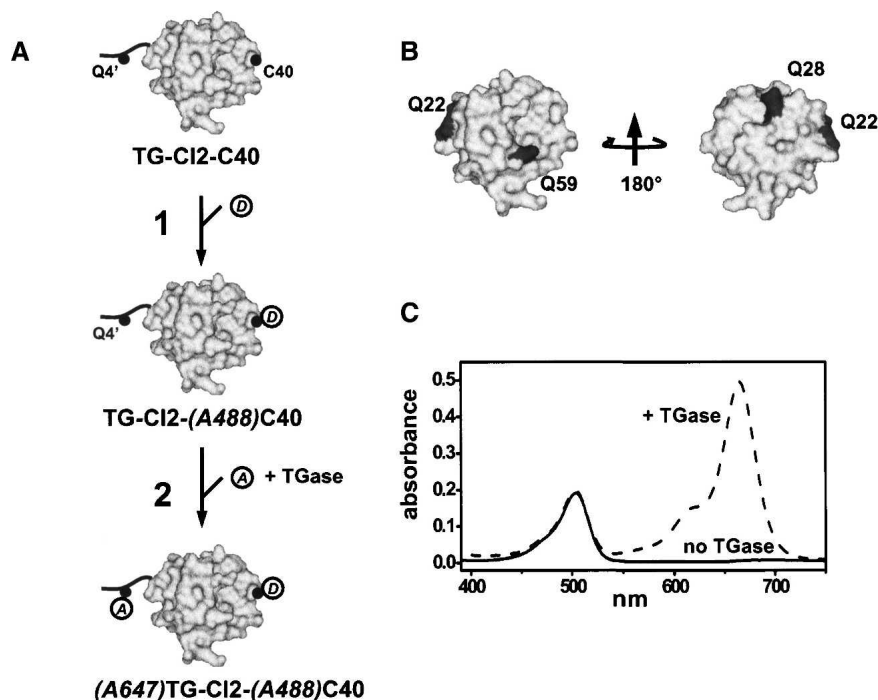 A
Q4'
C40
TG-CI2-C40
1
D
Q4'
D
TG-CI2-(A488)C40
2
A + TGase
A
D
(A647)TG-CI2-(A488)C40
B
Q22
Q59
180°
Q28
Q22
C
absorbance
0.5
0.4
0.3
0.2
0.1
0.0
+ TGase
no TGase
400 500 600 700
nm